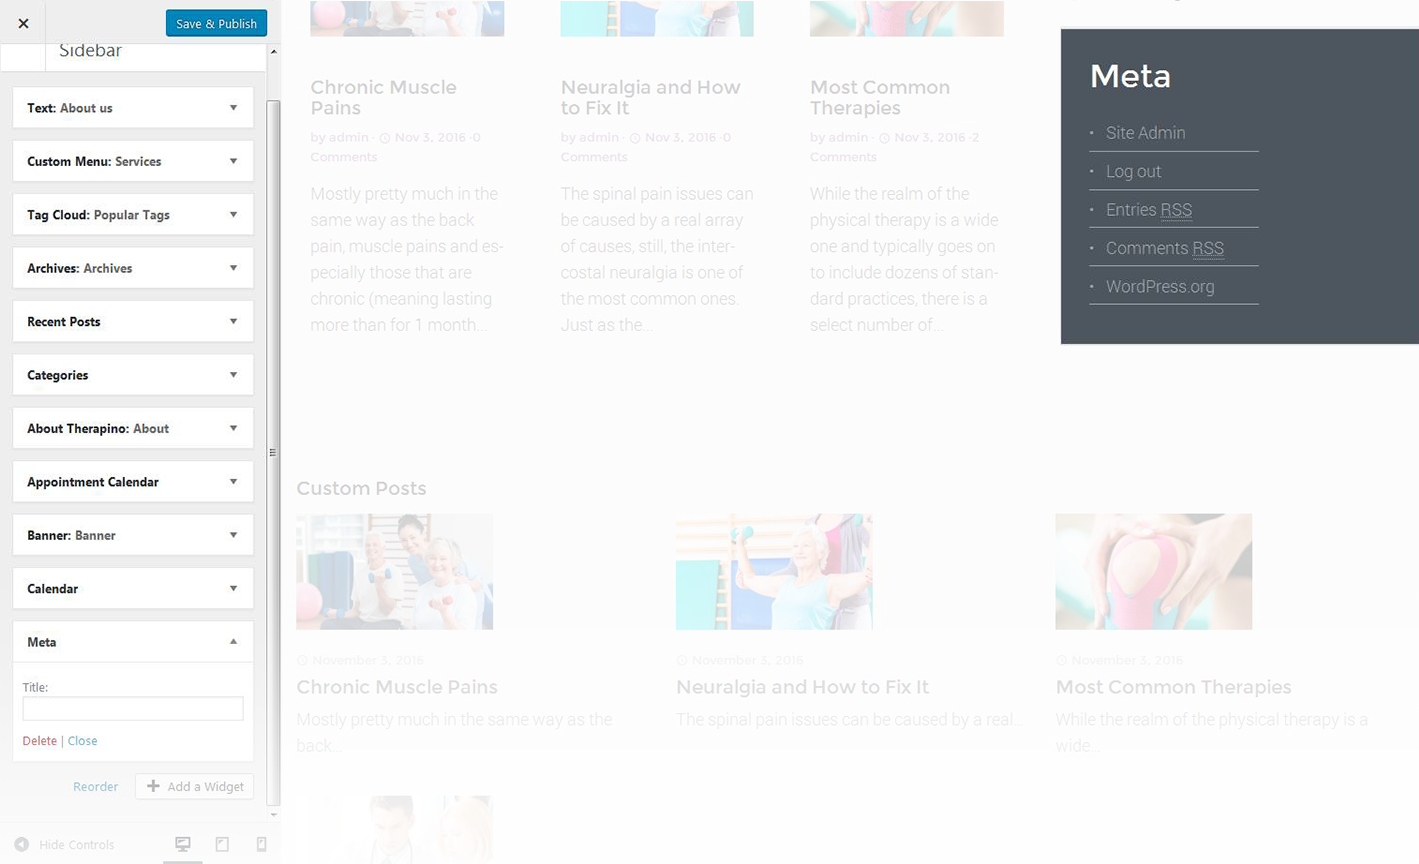 Save & Publish
Sidebar
Text: About us
Custom Menu: Services
Tag Cloud: Popular Tags
Archives: Archives
Recent Posts
Categories
About Therapino: About
Appointment Calendar
Banner: Banner
Calendar
Meta
Title:
Delete | Close
Reorder
Add a Widget
Hide Controls
Chronic Muscle
Pains
by admin · Nov 3, 2016 ·0
Comments
Mostly pretty much in the
same way as the back
pain, muscle pains and es-
pecially those that are
chronic (meaning lasting
more than for 1 month...
Neuralgia and How
to Fix It
by admin · Nov 3, 2016 ·0
Comments
The spinal pain issues can
be caused by a real array
of causes, still, the inter-
costal neuralgia is one of
the most common ones.
Just as the...
Most Common
Therapies
by admin · Nov 3, 2016 ·2
Comments
While the realm of the
physical therapy is a wide
one and typically goes on
to include dozens of stan-
dard practices, there is a
select number of...
Meta
Site Admin
Log out
Entries RSS
Comments RSS
WordPress.org
Custom Posts
November 3, 2016
Chronic Muscle Pains
Mostly pretty much in the same way as the
back...
November 3, 2016
Neuralgia and How to Fix It
The spinal pain issues can be caused by a real...
November 3, 2016
Most Common Therapies
While the realm of the physical therapy is a
wide...